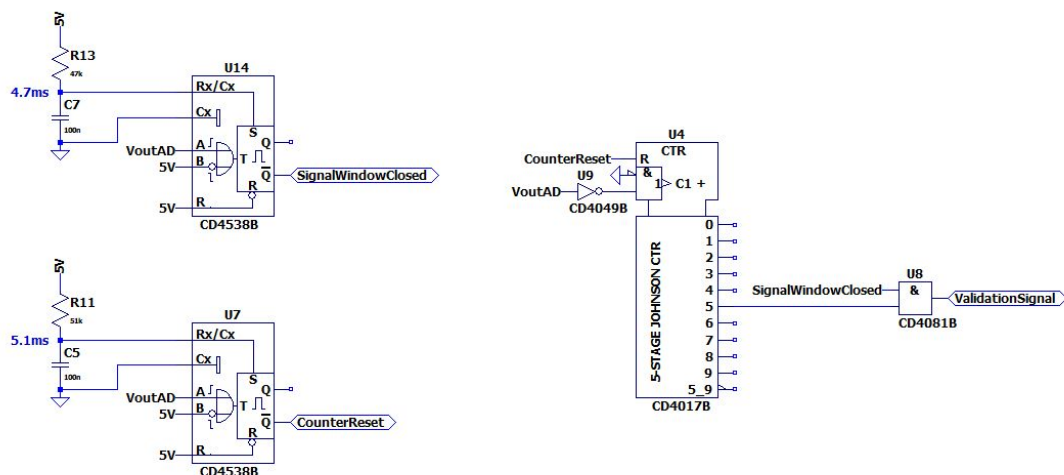 5V
R13
47k
4.7ms
C7
100n
U14
Rx/Cx
Cx
S
VoutAD
A
Q
5V
B
T
Q
SignalWindowClosed
R
5V
R
CD4538B
5V
R11
51k
5.1ms
C5
100n
U7
Rx/Cx
Cx
S
VoutAD
A
Q
5V
B
T
Q
CounterReset
R
5V
R
CD4538B
U4
CTR
CounterReset
R
U9
&
VoutAD
1
C1 +
CD4049B
5-STAGE JOHNSON CTR
0
1
2
3
4
5
6
7
8
9
5_9
CD4017B
U8
SignalWindowClosed
&
ValidationSignal
CD4081B